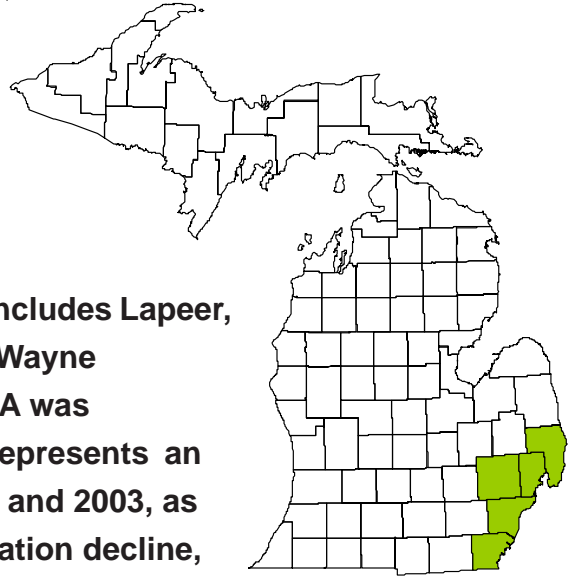 ncludes Lapeer,
Wayne
A was
epresents an
and 2003, as
ation decline,